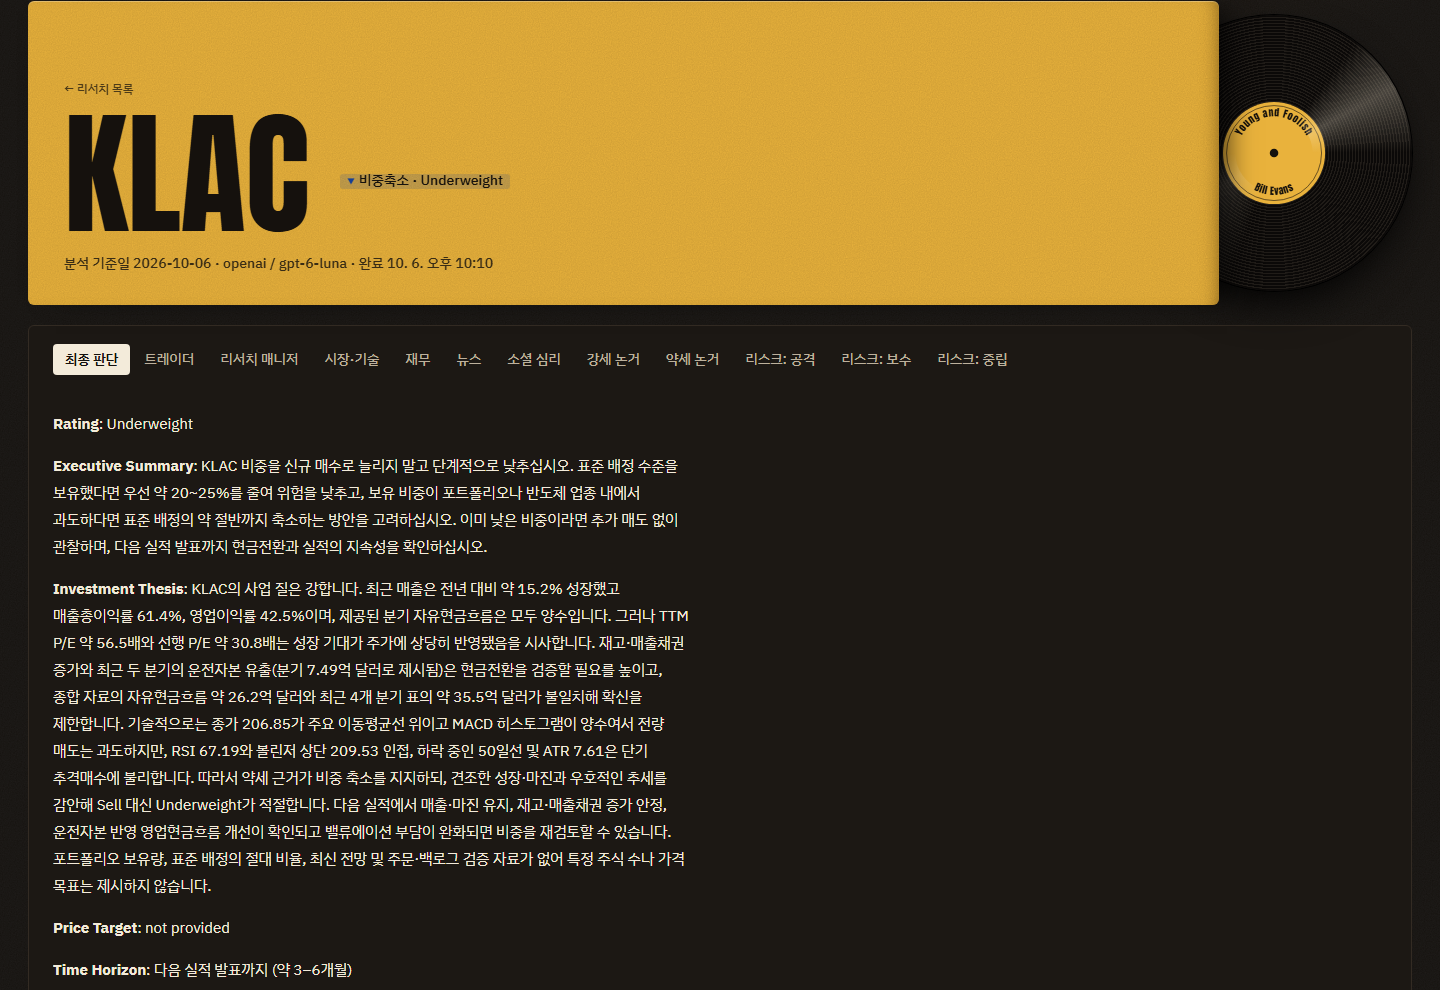 ← 리서치 목록
KLAC
▼ 비중축소 · Underweight
분석 기준일 2026-10-06 · openai / gpt-6-luna · 완료 10. 6. 오후 10:10
Young and Foolish
Bill Evans
최종 판단 트레이더 리서치 매니저 시장·기술 재무 뉴스 소셜 심리 강세 논거 약세 논거 리스크: 공격 리스크: 보수 리스크: 중립
Rating: Underweight
Executive Summary: KLAC 비중을 신규 매수로 늘리지 말고 단계적으로 낮추십시오. 표준 배정 수준을
보유했다면 우선 약 20~25%를 줄여 위험을 낮추고, 보유 비중이 포트폴리오나 반도체 업종 내에서
과도하다면 표준 배정의 약 절반까지 축소하는 방안을 고려하십시오. 이미 낮은 비중이라면 추가 매도 없이
관찰하며, 다음 실적 발표까지 현금전환과 실적의 지속성을 확인하십시오.
Investment Thesis: KLAC의 사업 질은 강합니다. 최근 매출은 전년 대비 약 15.2% 성장했고
매출총이익률 61.4%, 영업이익률 42.5%이며, 제공된 분기 자유현금흐름은 모두 양수입니다. 그러나 TTM
P/E 약 56.5배와 선행 P/E 약 30.8배는 성장 기대가 주가에 상당히 반영됐음을 시사합니다. 재고·매출채권
증가와 최근 두 분기의 운전자본 유출(분기 7.49억 달러로 제시됨)은 현금전환을 검증할 필요를 높이고,
종합 자료의 자유현금흐름 약 26.2억 달러와 최근 4개 분기 표의 약 35.5억 달러가 불일치해 확신을
제한합니다. 기술적으로는 종가 206.85가 주요 이동평균선 위이고 MACD 히스토그램이 양수여서 전량
매도는 과도하지만, RSI 67.19와 볼린저 상단 209.53 인접, 하락 중인 50일선 및 ATR 7.61은 단기
추격매수에 불리합니다. 따라서 약세 근거가 비중 축소를 지지하되, 견조한 성장·마진과 우호적인 추세를
감안해 Sell 대신 Underweight가 적절합니다. 다음 실적에서 매출·마진 유지, 재고·매출채권 증가 안정,
운전자본 반영 영업현금흐름 개선이 확인되고 밸류에이션 부담이 완화되면 비중을 재검토할 수 있습니다.
포트폴리오 보유량, 표준 배정의 절대 비율, 최신 전망 및 주문·백로그 검증 자료가 없어 특정 주식 수나 가격
목표는 제시하지 않습니다.
Price Target: not provided
Time Horizon: 다음 실적 발표까지 (약 3–6개월)